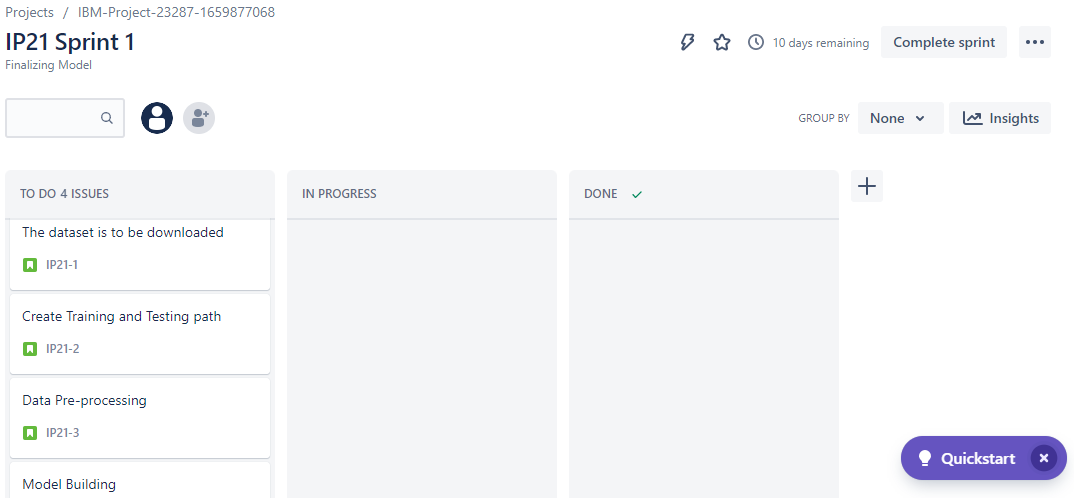 Projects / IBM-Project-23287-1659877068
IP21 Sprint 1
Finalizing Model
10 days remaining
Complete sprint
GROUP BY None
Insights
TO DO 4 ISSUES
IN PROGRESS
DONE
The dataset is to be downloaded
IP21-1
Create Training and Testing path
IP21-2
Data Pre-processing
IP21-3
Model Building
Quickstart